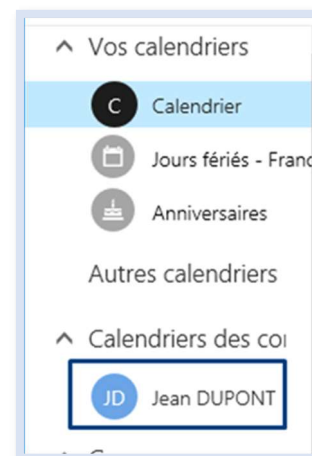 Vos calendriers
C Calendrier
Jours fériés - Franc
Anniversaires
Autres calendriers
Calendriers des co
JD Jean DUPONT